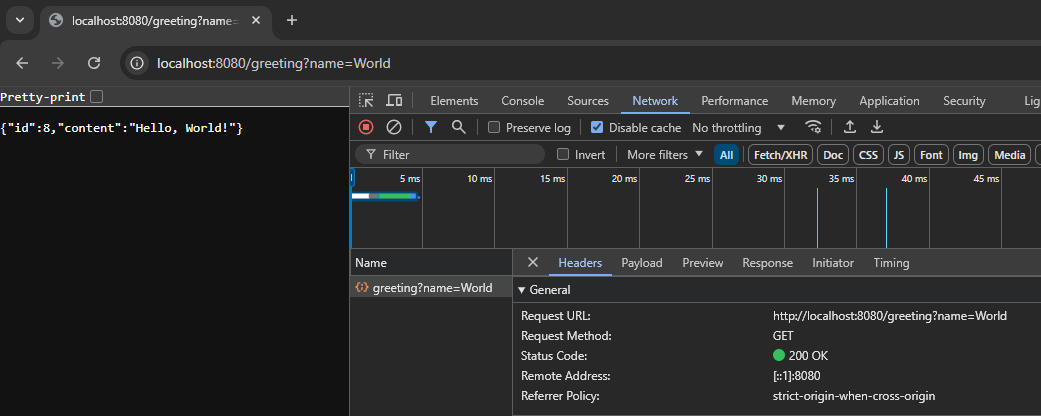 localhost:8080/greeting?name=
localhost:8080/greeting?name=World
Pretty-print
{"id":8,"content":"Hello, World!"}
Elements Console Sources Network Performance Memory Application Security Lig
Preserve log Disable cache No throttling
Filter Invert More filters All Fetch/XHR Doc CSS JS Font Img Media
5 ms 10 ms 15 ms 20 ms 25 ms 30 ms 35 ms 40 ms 45 ms
Name
greeting?name=World
Headers Payload Preview Response Initiator Timing
General
Request URL: http://localhost:8080/greeting?name=World
Request Method: GET
Status Code: 200 OK
Remote Address: [::1]:8080
Referrer Policy: strict-origin-when-cross-origin